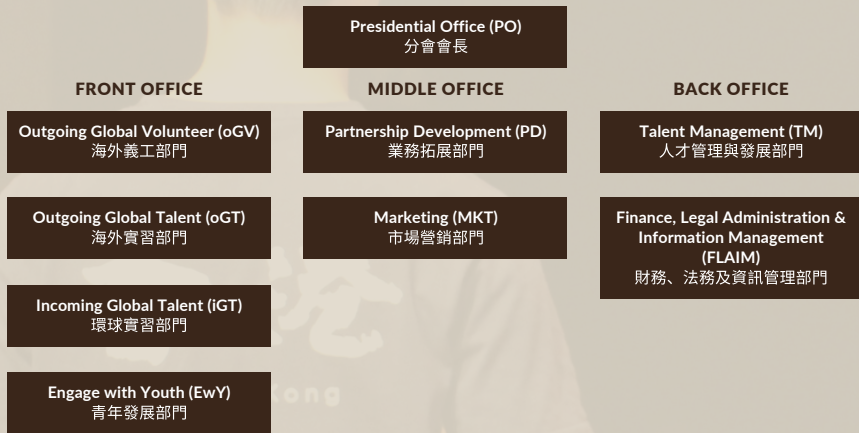 Presidential Office (PO)
分會會長
FRONT OFFICE
Outgoing Global Volunteer (oGV)
海外義工部門
Outgoing Global Talent (oGT)
海外實習部門
Incoming Global Talent (iGT)
環球實習部門
Engage with Youth (EwY)
青年發展部門
MIDDLE OFFICE
Partnership Development (PD)
業務拓展部門
Marketing (MKT)
市場營銷部門
BACK OFFICE
Talent Management (TM)
人才管理與發展部門
Finance, Legal Administration &
Information Management
(FLAIM)
財務、法務及資訊管理部門
港
Kong